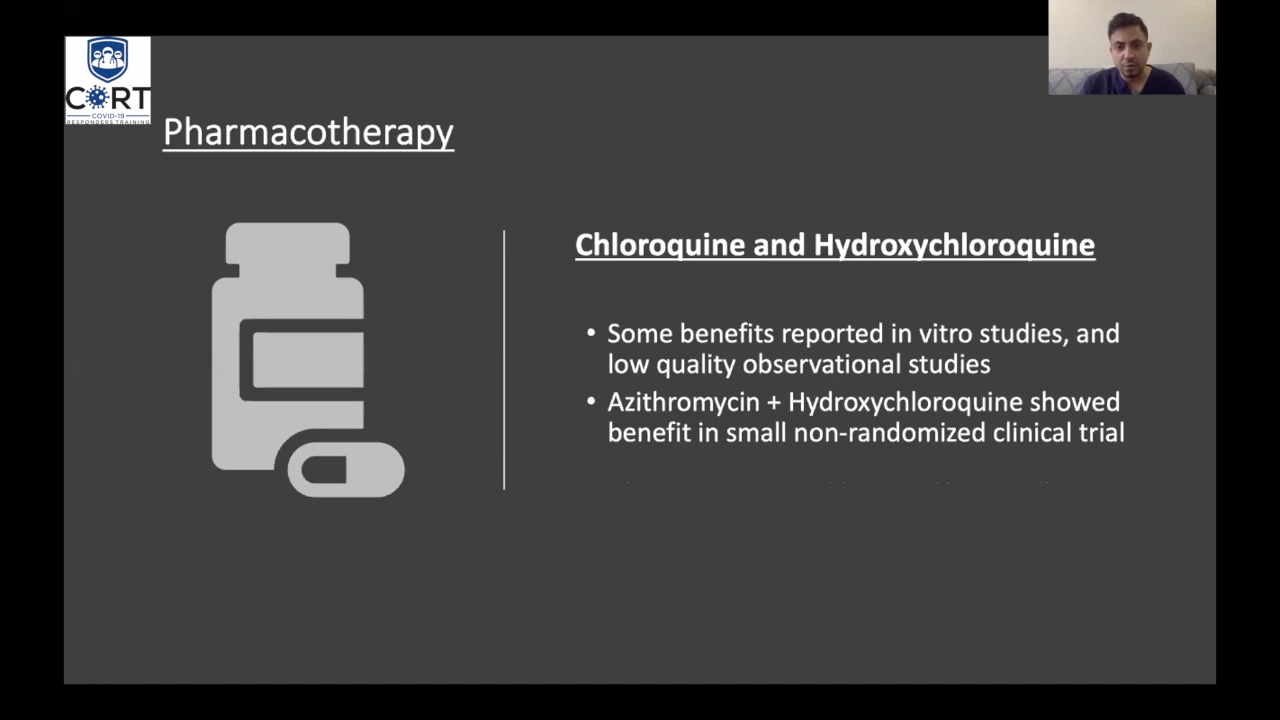 CORT
COVID-19
RESPONDERS TRAINING
Pharmacotherapy
Chloroquine and Hydroxychloroquine
• Some benefits reported in vitro studies, and
low quality observational studies
• Azithromycin + Hydroxychloroquine showed
benefit in small non-randomized clinical trial